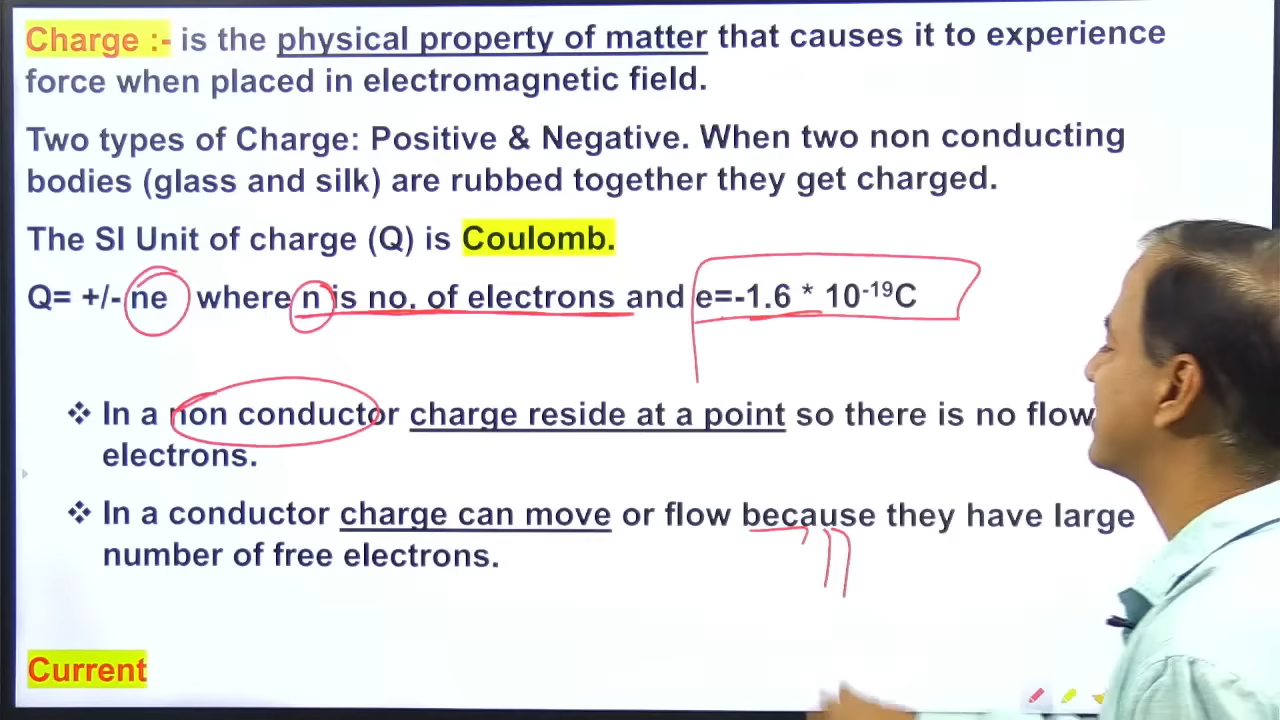 Charge :- is the physical property of matter that causes it to experience
force when placed in electromagnetic field.
Two types of Charge: Positive & Negative. When two non conducting
bodies (glass and silk) are rubbed together they get charged.
The SI Unit of charge (Q) is Coulomb.
Q= +/- ne where n is no. of electrons and e=-1.6 * 10⁻¹⁹C
❖ In a non conductor charge reside at a point so there is no flow
electrons.
❖ In a conductor charge can move or flow because they have large
number of free electrons.
Current